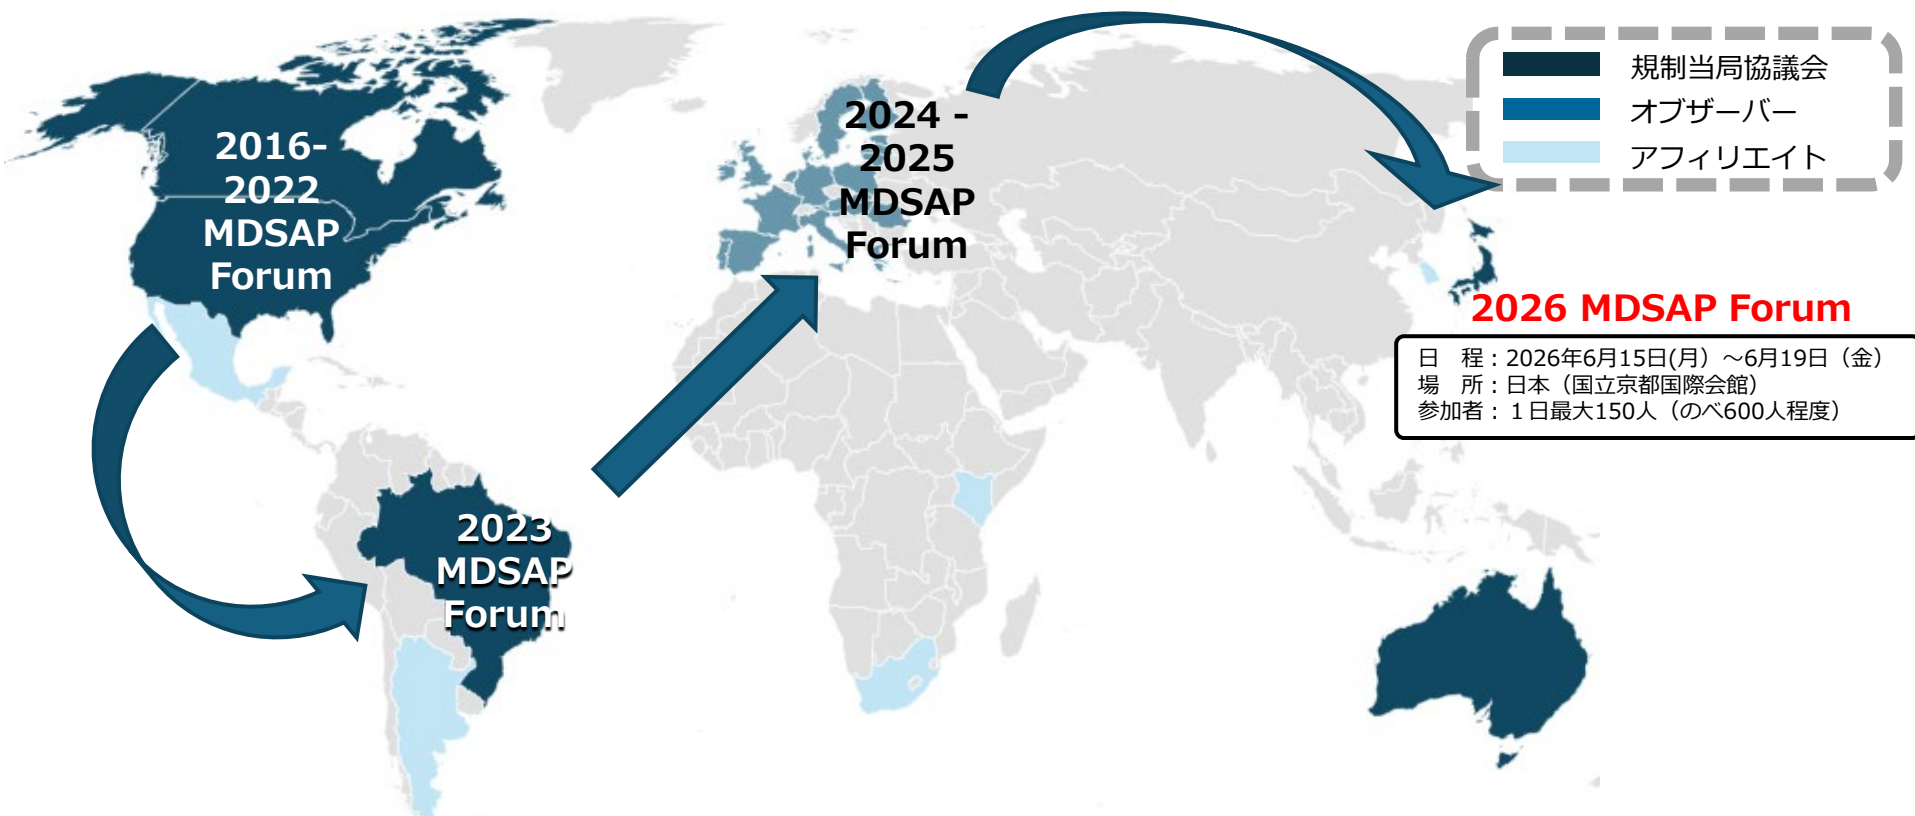 規制当局協議会
オブザーバー
アフィリエイト
2016-
2022
MDSAP
Forum
2024 -
2025
MDSAP
Forum
2023
MDSAP
Forum
2026 MDSAP Forum
日　程：2026年6月15日(月）～6月19日（金）
場　所：日本（国立京都国際会館）
参加者：１日最大150人（のべ600人程度）